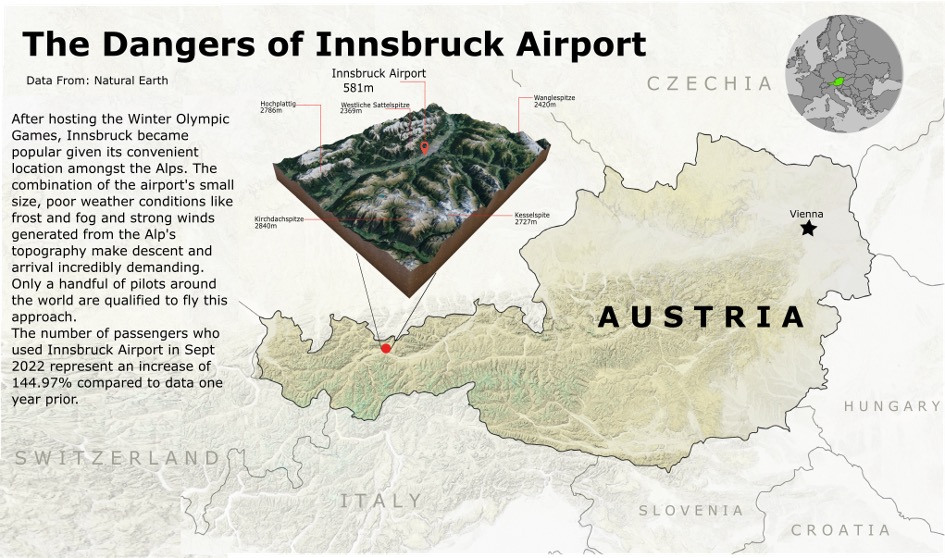 The Dangers of Innsbruck Airport
Data From: Natural Earth
Innsbruck Airport
581m
CZECHIA
Hochplattig
2786m
Westliche Sattelspitze
2369m
Wanglespitze
2420m
After hosting the Winter Olympic
Games, Innsbruck became
popular given its convenient
location amongst the Alps. The
combination of the airport's small
size, poor weather conditions like
frost and fog and strong winds
generated from the Alp's
topography make descent and
arrival incredibly demanding.
Only a handful of pilots around
the world are qualified to fly this
approach.
The number of passengers who
used Innsbruck Airport in Sept
2022 represent an increase of
144.97% compared to data one
year prior.
Kirchdachspitze
2840m
Kesselspite
2727m
Vienna
AUSTRIA
HUNGARY
SWITZERLAND
ITALY
SLOVENIA
CROATIA